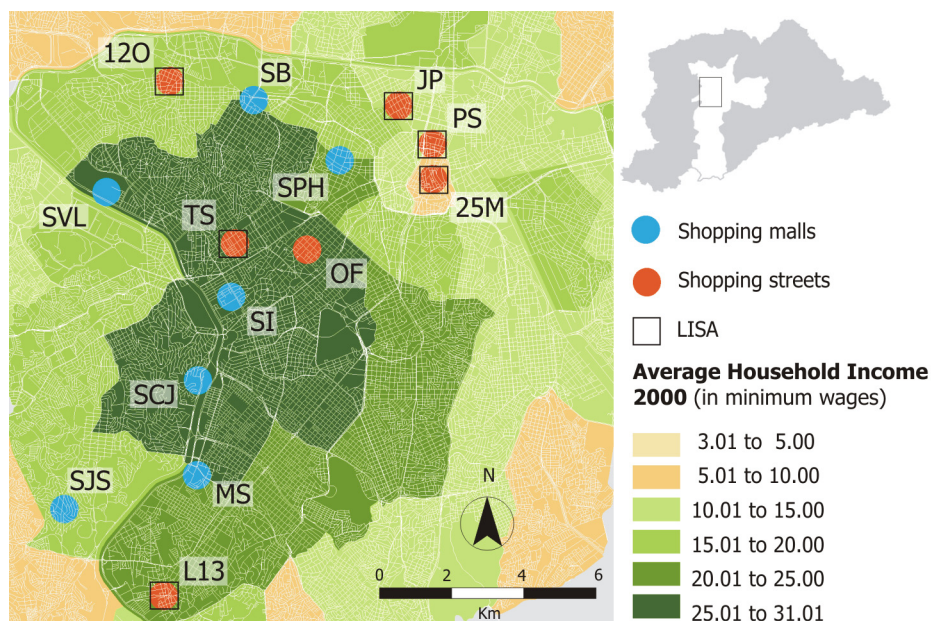 12O
SB
JP
PS
SPH
25M
SVL
TS
OF
SI
SCJ
SJS
MS
L13
N
0 2 4 6
Km
Shopping malls
Shopping streets
LISA
Average Household Income
2000 (in minimum wages)
3.01 to 5.00
5.01 to 10.00
10.01 to 15.00
15.01 to 20.00
20.01 to 25.00
25.01 to 31.01